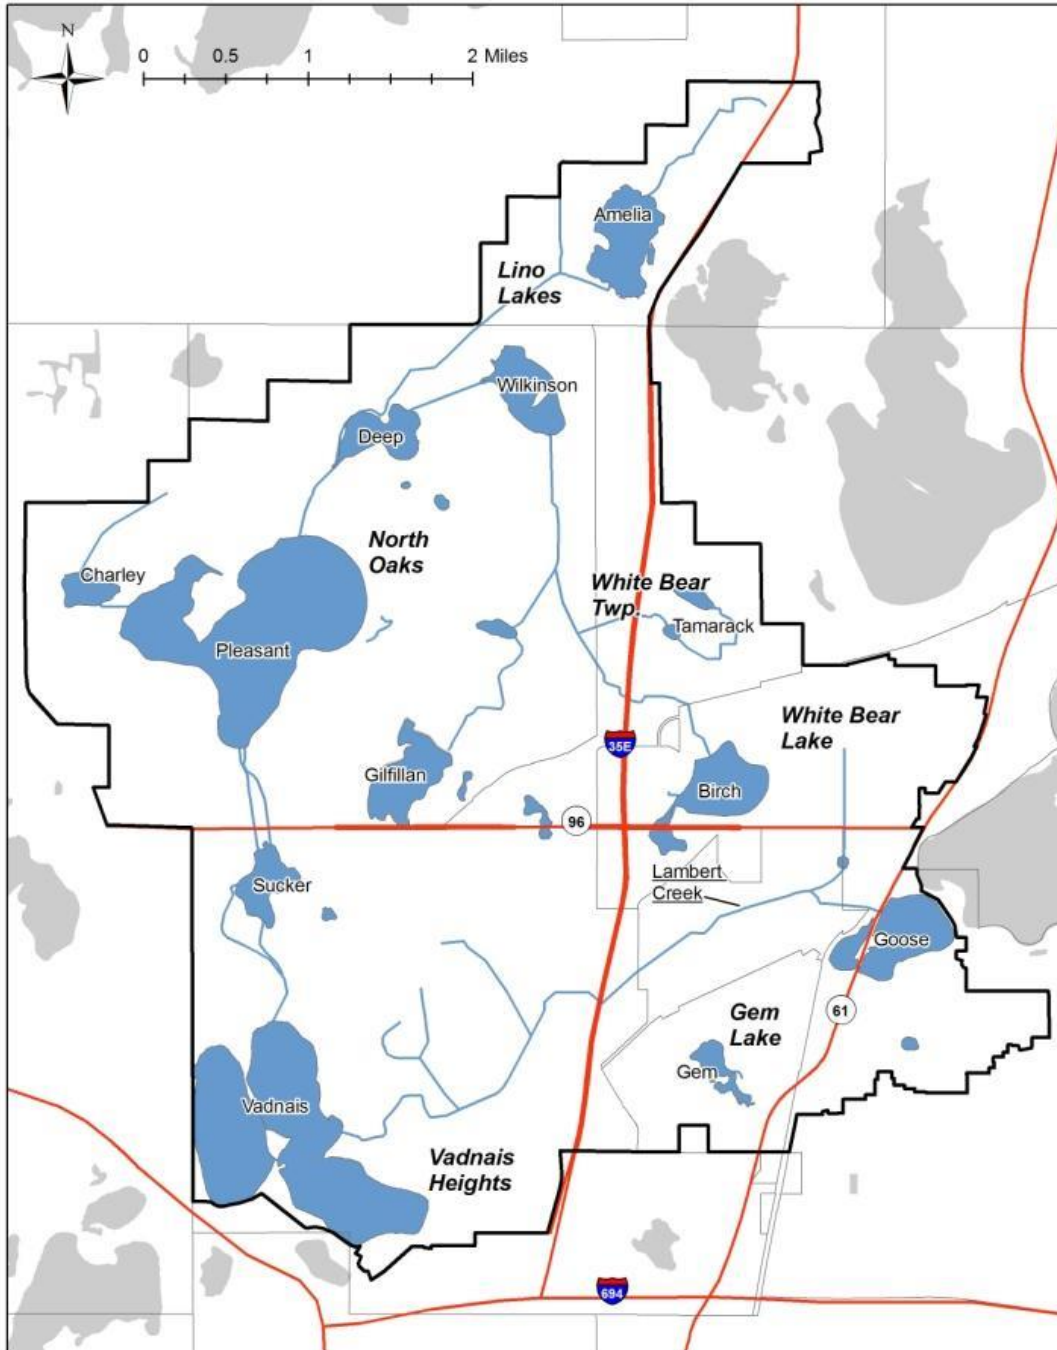 N
0 0.5 1 2 Miles
Amelia
Lino
Lakes
Wilkinson
Deep
North
Oaks
Charley
White Bear
Twp.
Tamarack
Pleasant
White Bear
Lake
35E
Gilfillan
Birch
96
Lambert
Creek
Sucker
Goose
61
Gem
Lake
Gem
Vadnais
Vadnais
Heights
694